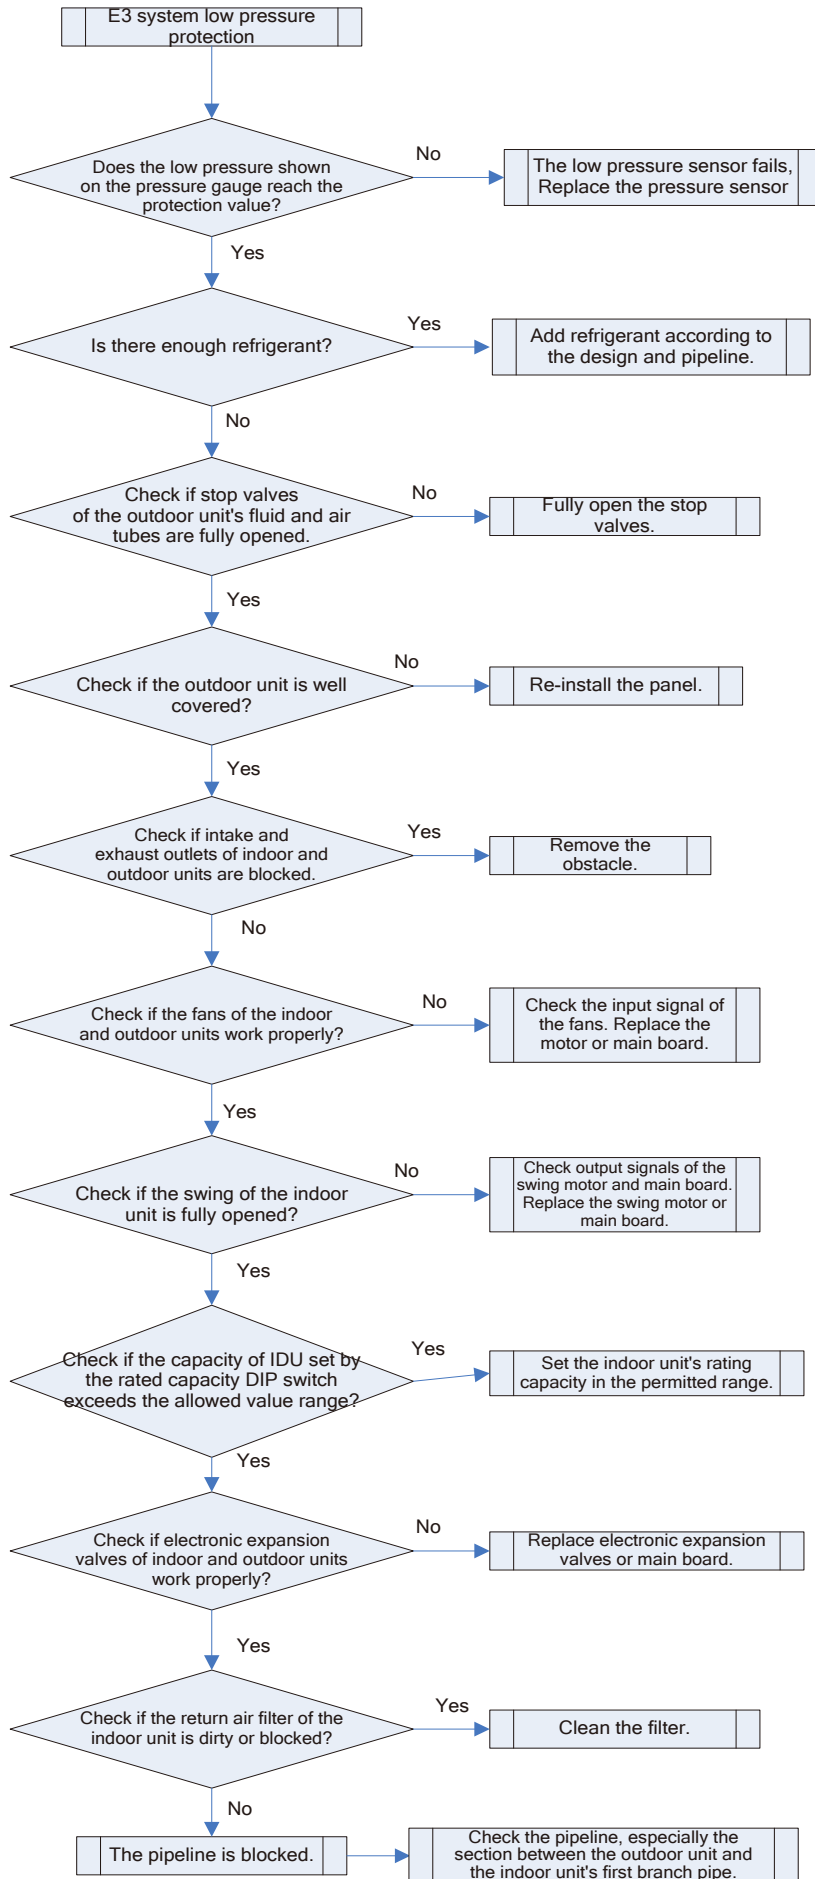 E3 system low pressure
protection
Does the low pressure shown
on the pressure gauge reach the
protection value?
No
The low pressure sensor fails,
Replace the pressure sensor
Yes
Is there enough refrigerant?
Yes
Add refrigerant according to
the design and pipeline.
No
Check if stop valves
of the outdoor unit's fluid and air
tubes are fully opened.
No
Fully open the stop
valves.
Yes
Check if the outdoor unit is well
covered?
No
Re-install the panel.
Yes
Check if intake and
exhaust outlets of indoor and
outdoor units are blocked.
Yes
Remove the
obstacle.
No
Check if the fans of the indoor
and outdoor units work properly?
No
Check the input signal of
the fans. Replace the
motor or main board.
Yes
Check if the swing of the indoor
unit is fully opened?
No
Check output signals of the
swing motor and main board.
Replace the swing motor or
main board.
Yes
Check if the capacity of IDU set by
the rated capacity DIP switch
exceeds the allowed value range?
Yes
Set the indoor unit's rating
capacity in the permitted range.
Yes
Check if electronic expansion
valves of indoor and outdoor units
work properly?
No
Replace electronic expansion
valves or main board.
Yes
Check if the return air filter of the
indoor unit is dirty or blocked?
Yes
Clean the filter.
No
The pipeline is blocked.
Check the pipeline, especially the
section between the outdoor unit and
the indoor unit's first branch pipe.